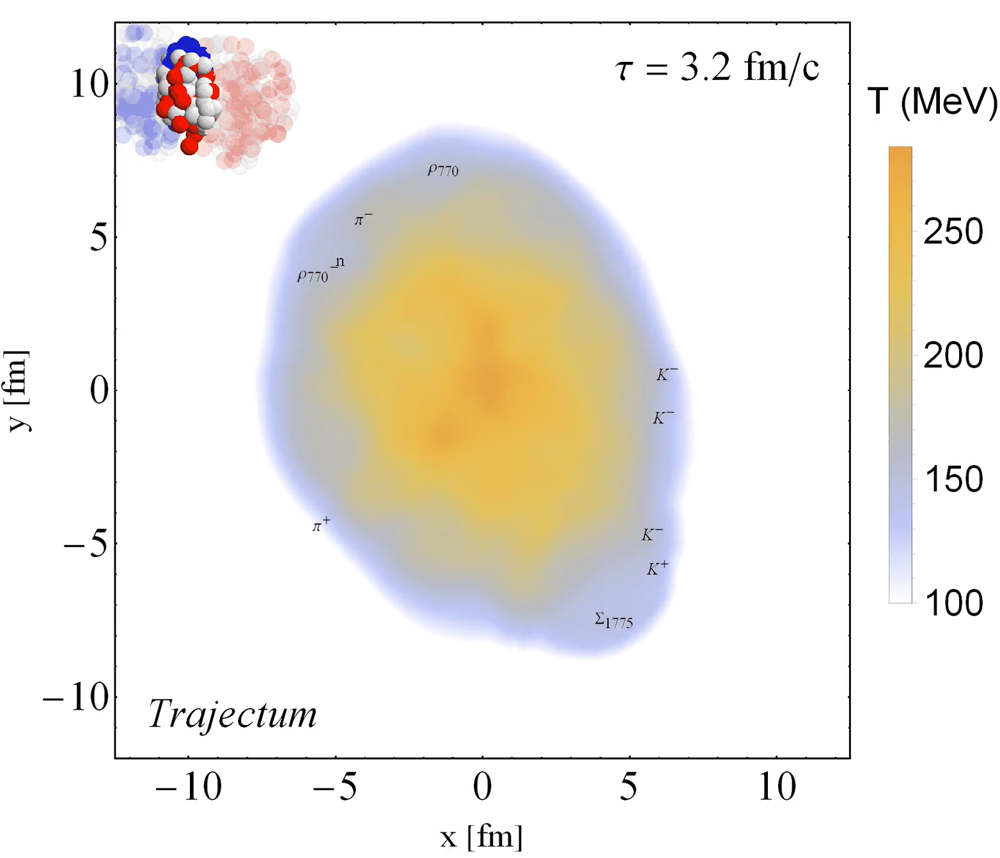 τ = 3.2 fm/c
T (MeV)
10
5
0
−5
−10
y [fm]
250
200
150
100
ρ770
π−
n
ρ770−
K−
K−
π+
K−
K+
Σ1775
Trajectum
−10
−5
0
5
10
x [fm]